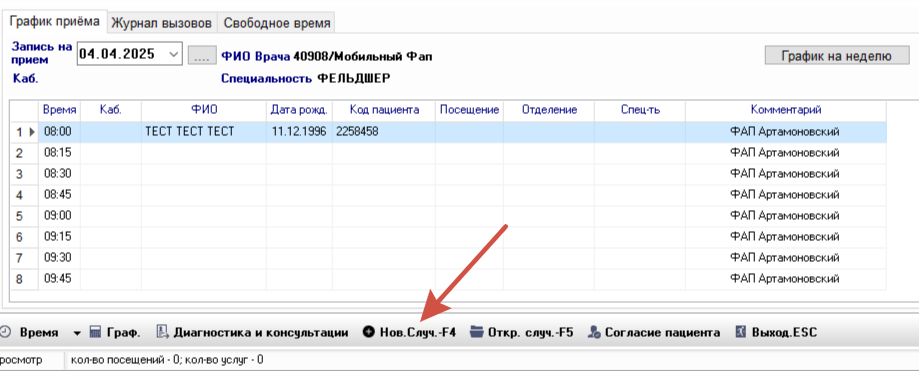 График приёма Журнал вызовов Свободное время
Запись на прием 04.04.2025 .... ФИО Врача 40908/Мобильный Фап График на неделю
Каб. Специальность ФЕЛЬДШЕР
Время Каб. ФИО Дата рожд. Код пациента Посещение Отделение Спец-ть Комментарий
1 08:00 ТЕСТ ТЕСТ ТЕСТ 11.12.1996 2258458 ФАП Артамоновский
2 08:15 ФАП Артамоновский
3 08:30 ФАП Артамоновский
4 08:45 ФАП Артамоновский
5 09:00 ФАП Артамоновский
6 09:15 ФАП Артамоновский
7 09:30 ФАП Артамоновский
8 09:45 ФАП Артамоновский
Время Граф. Диагностика и консультации Нов.Случ.-F4 Откр. случ.-F5 Согласие пациента Выход.ESC
росмотр кол-во посещений - 0; кол-во услуг - 0